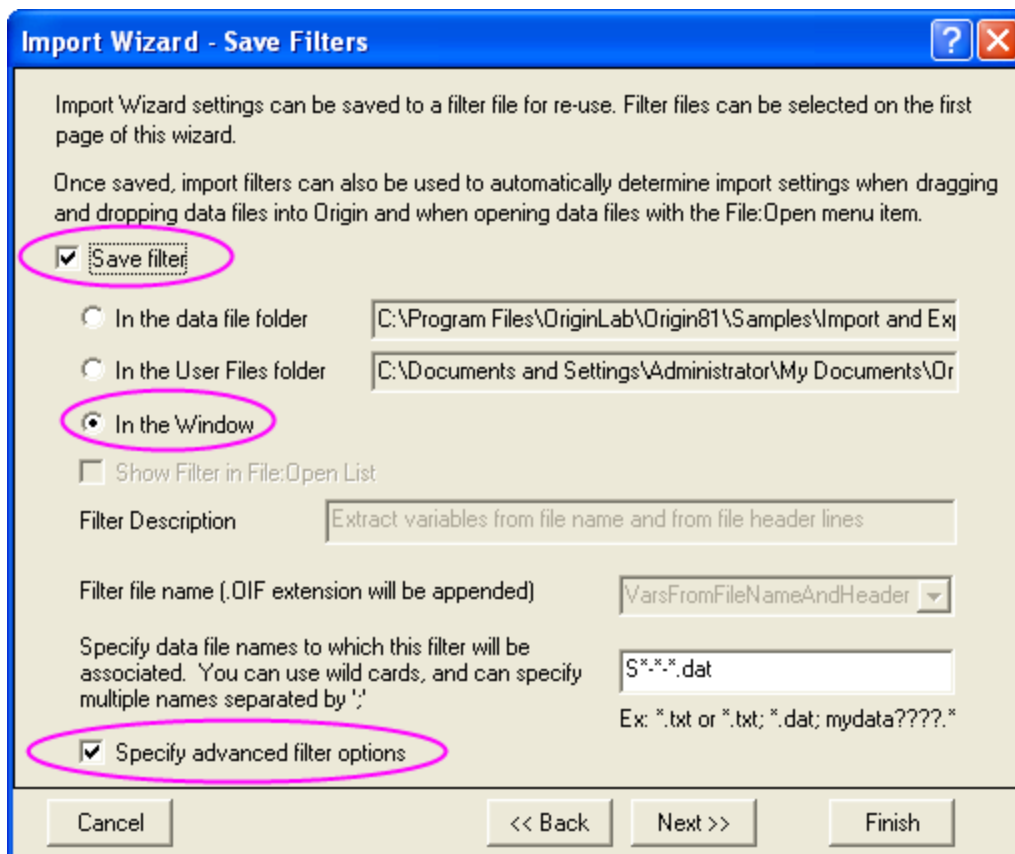 Import Wizard - Save Filters
Import Wizard settings can be saved to a filter file for re-use. Filter files can be selected on the first
page of this wizard.
Once saved, import filters can also be used to automatically determine import settings when dragging
and dropping data files into Origin and when opening data files with the File:Open menu item.
Save filter
In the data file folder C:\Program Files\OriginLab\Origin81\Samples\Import and Exp
In the User Files folder C:\Documents and Settings\Administrator\My Documents\Or
In the Window
Show Filter in File:Open List
Filter Description Extract variables from file name and from file header lines
Filter file name (.OIF extension will be appended) VarsFromFileNameAndHeader
Specify data file names to which this filter will be
associated. You can use wild cards, and can specify
multiple names separated by ';'
S*-*-*.dat
Ex: *.txt or *.txt; *.dat; mydata????.*
Specify advanced filter options
Cancel << Back Next >> Finish